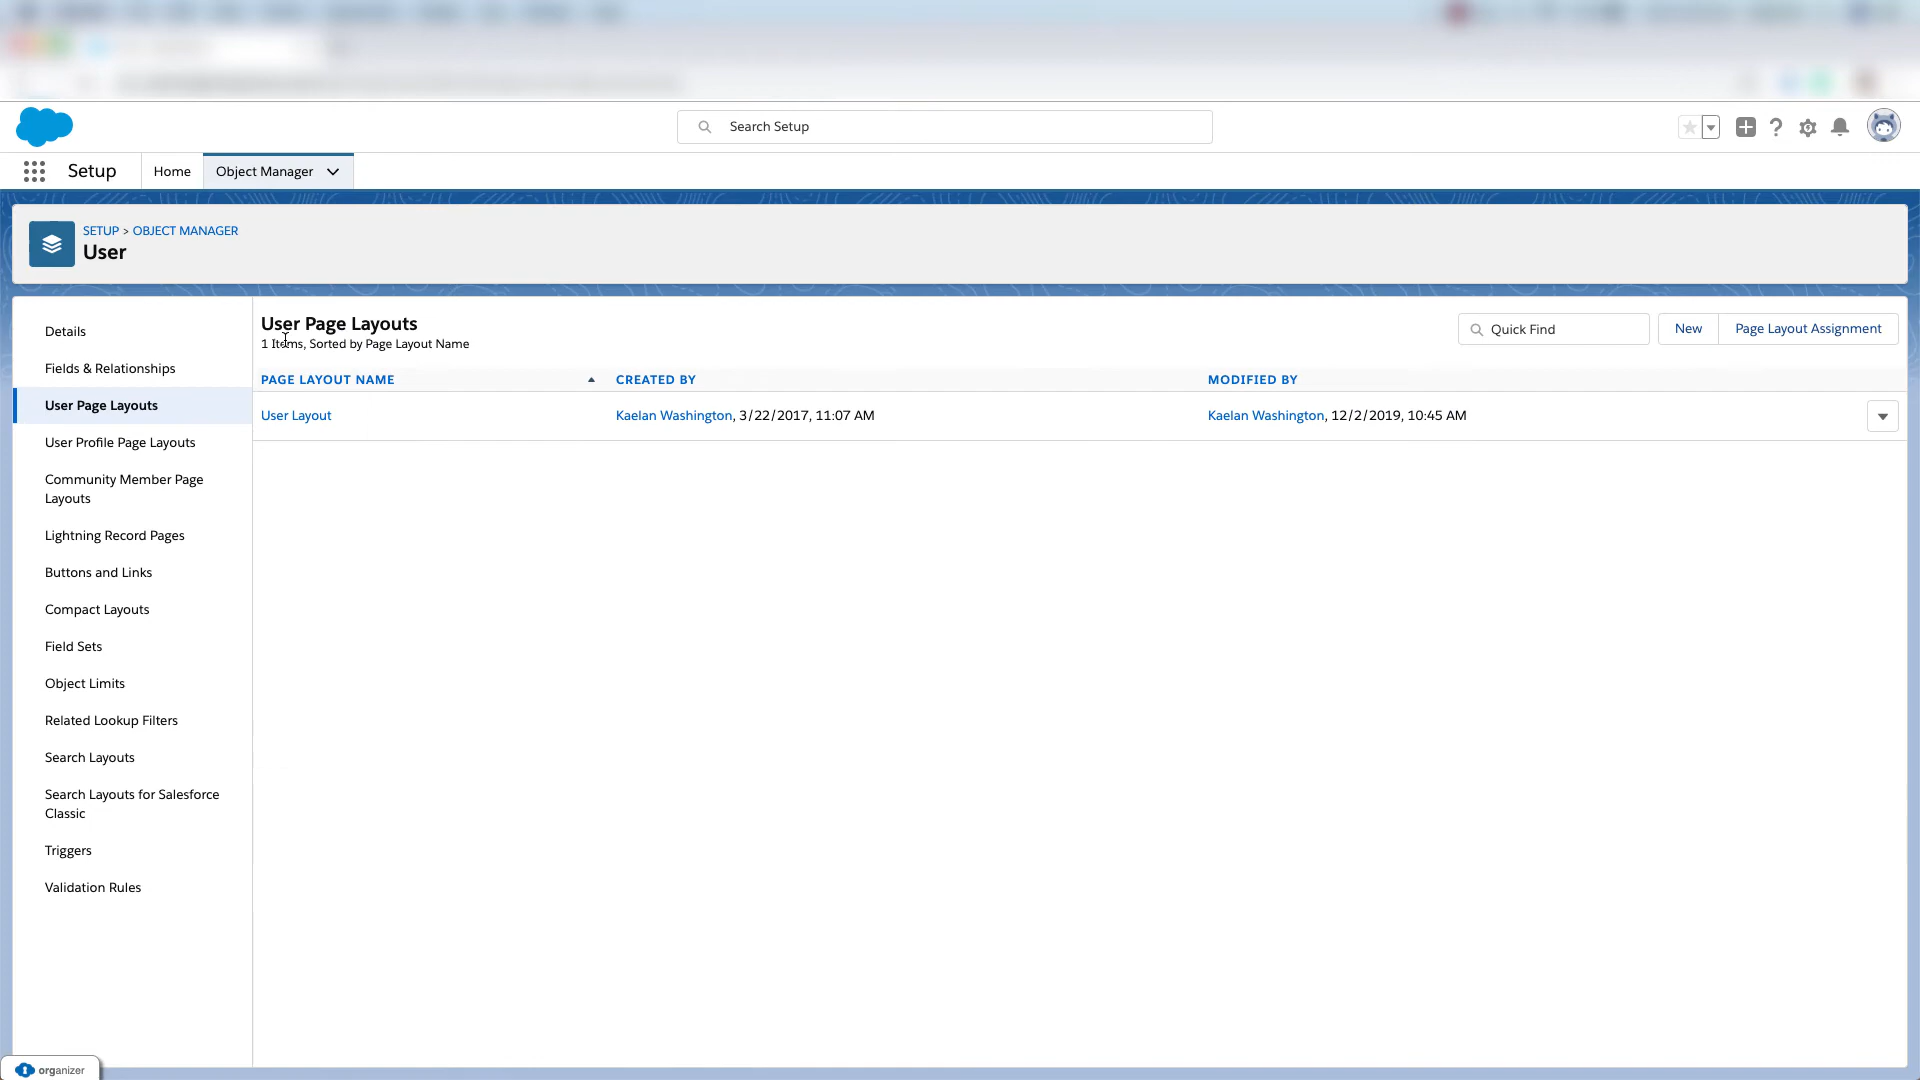 Search Setup
Setup
Home
Object Manager
SETUP > OBJECT MANAGER
User
Details
Fields & Relationships
User Page Layouts
User Profile Page Layouts
Community Member Page
Layouts
Lightning Record Pages
Buttons and Links
Compact Layouts
Field Sets
Object Limits
Related Lookup Filters
Search Layouts
Search Layouts for Salesforce
Classic
Triggers
Validation Rules
User Page Layouts
1 Items, Sorted by Page Layout Name
Quick Find
New
Page Layout Assignment
PAGE LAYOUT NAME
CREATED BY
MODIFIED BY
User Layout
Kaelan Washington, 3/22/2017, 11:07 AM
Kaelan Washington, 12/2/2019, 10:45 AM
organizer